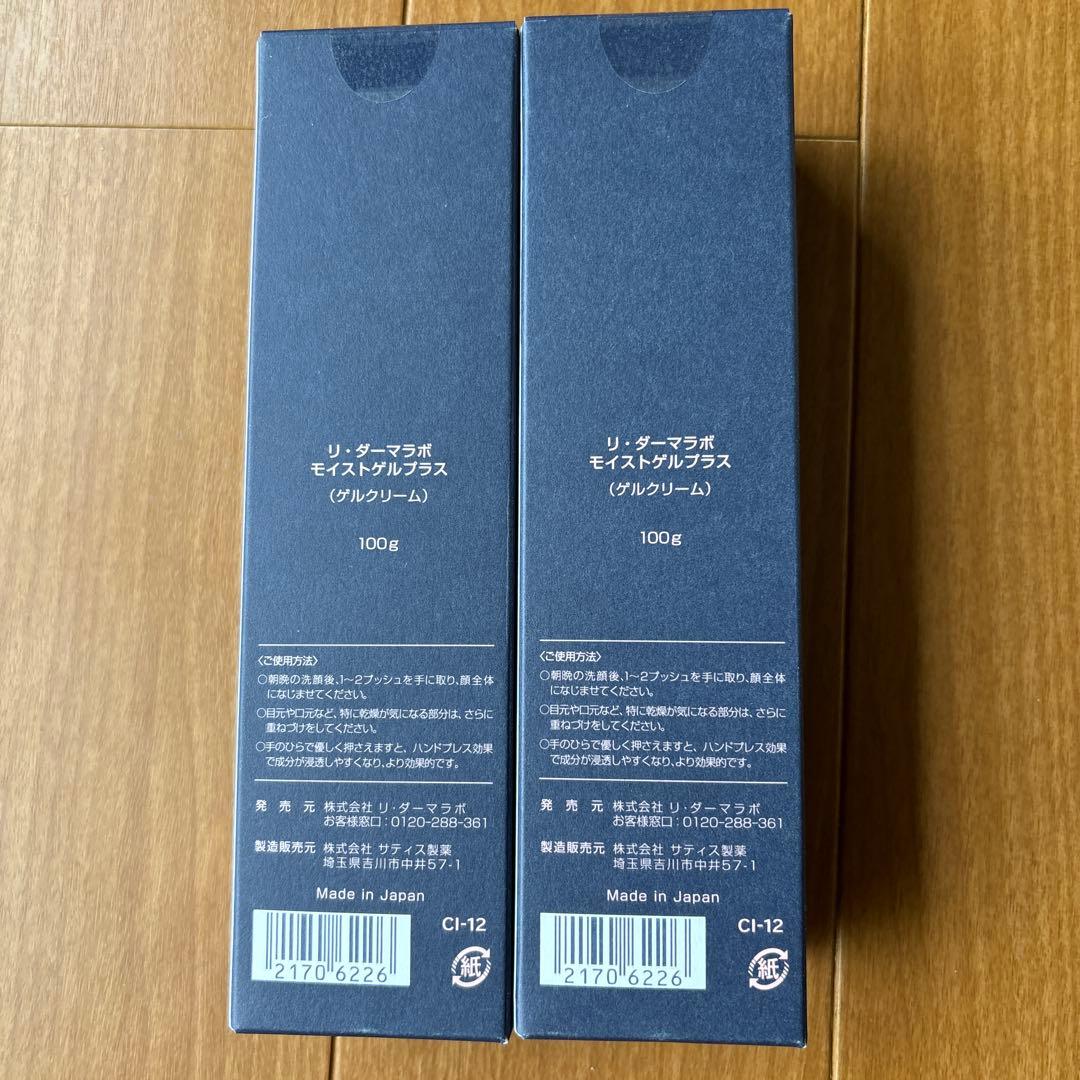 リ・ダーマラボ
モイストゲルプラス
（ゲルクリーム）
100g
〈ご使用方法〉
○朝晩の洗顔後、1〜2プッシュを手に取り、顔全体
になじませてください。
○目元や口元など、特に乾燥が気になる部分は、さらに
重ねづけをしてください。
○手のひらで優しく押さえますと、ハンドプレス効果
で成分が浸透しやすくなり、より効果的です。
発売元 株式会社 リ・ダーマラボ
お客様窓口：0120-288-361
製造販売元 株式会社 サティス製薬
埼玉県吉川市中井57-1
Made in Japan
CI-12
2170 6226
紙
リ・ダーマラボ
モイストゲルプラス
（ゲルクリーム）
100g
〈ご使用方法〉
○朝晩の洗顔後、1〜2プッシュを手に取り、顔全体
になじませてください。
○目元や口元など、特に乾燥が気になる部分は、さらに
重ねづけをしてください。
○手のひらで優しく押さえますと、ハンドプレス効果
で成分が浸透しやすくなり、より効果的です。
発売元 株式会社 リ・ダーマラボ
お客様窓口：0120-288-361
製造販売元 株式会社 サティス製薬
埼玉県吉川市中井57-1
Made in Japan
CI-12
2170 6226
紙